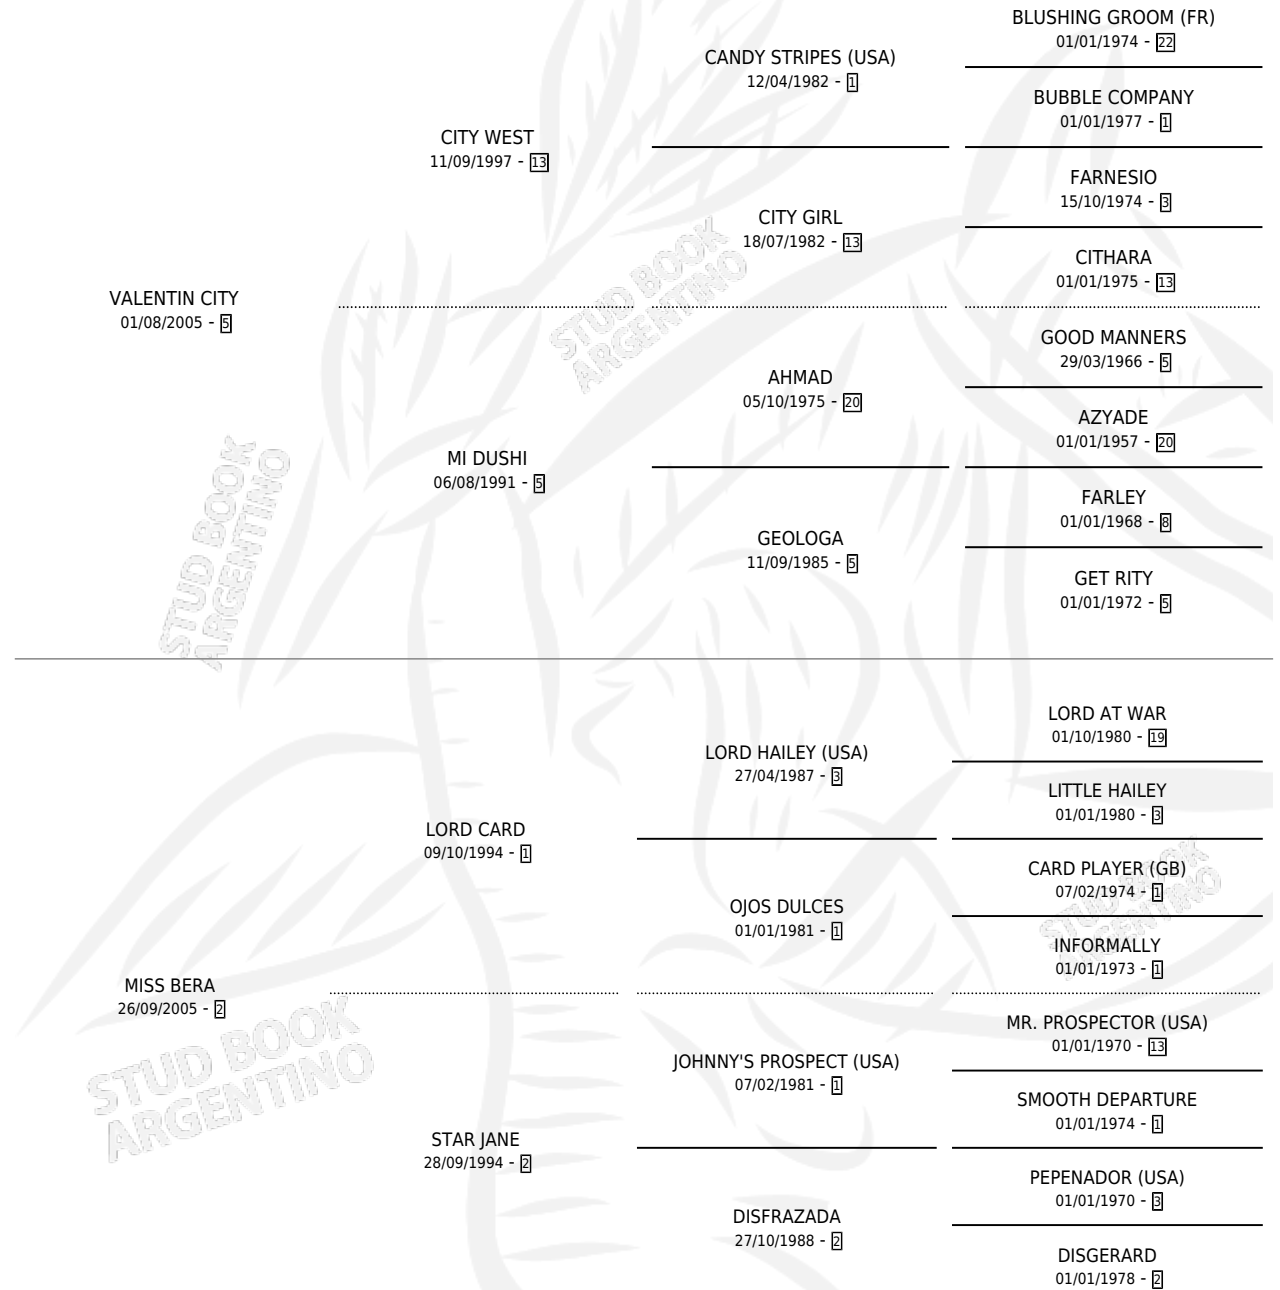 BLUSHING GROOM (FR)
01/01/1974 - 22
CANDY STRIPES (USA)
12/04/1982 - 1
BUBBLE COMPANY
01/01/1977 - 1
CITY WEST
11/09/1997 - 13
FARNESIO
15/10/1974 - 3
CITY GIRL
18/07/1982 - 13
CITHARA
01/01/1975 - 13
VALENTIN CITY
01/08/2005 - 5
STUD BOOK
ARGENTINO
GOOD MANNERS
29/03/1966 - 5
AHMAD
05/10/1975 - 20
AZYADE
01/01/1957 - 20
MI DUSHI
06/08/1991 - 5
FARLEY
01/01/1968 - 8
GEOLOGA
11/09/1985 - 5
GET RITY
01/01/1972 - 5
STUD BOOK
ARGENTINO
LORD AT WAR
01/10/1980 - 19
LORD HAILEY (USA)
27/04/1987 - 3
LITTLE HAILEY
01/01/1980 - 3
LORD CARD
09/10/1994 - 1
CARD PLAYER (GB)
07/02/1974 - 1
OJOS DULCES
01/01/1981 - 1
STUD BOOK
ARGENTINO
INFORMALLY
01/01/1973 - 1
MISS BERA
26/09/2005 - 2
STUD BOOK
ARGENTINO
MR. PROSPECTOR (USA)
01/01/1970 - 13
JOHNNY'S PROSPECT (USA)
07/02/1981 - 1
SMOOTH DEPARTURE
01/01/1974 - 1
STAR JANE
28/09/1994 - 2
PEPENADOR (USA)
01/01/1970 - 3
DISFRAZADA
27/10/1988 - 2
DISGERARD
01/01/1978 - 2